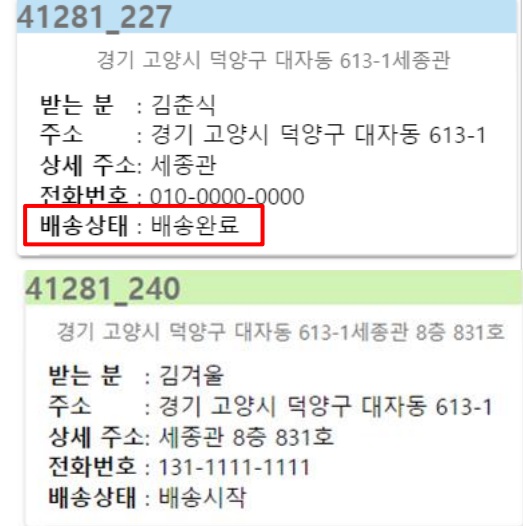 41281_227
경기 고양시 덕양구 대자동 613-1세종관
받는 분 : 김춘식
주소 : 경기 고양시 덕양구 대자동 613-1
상세 주소: 세종관
전화번호 : 010-0000-0000
배송상태 : 배송완료
41281_240
경기 고양시 덕양구 대자동 613-1세종관 8층 831호
받는 분 : 김겨울
주소 : 경기 고양시 덕양구 대자동 613-1
상세 주소: 세종관 8층 831호
전화번호 : 131-1111-1111
배송상태 : 배송시작